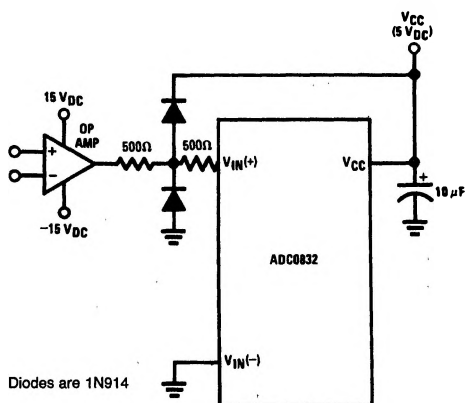 VCC
(5 VDC)
15 VDC
OP
AMP
500Ω
500Ω
+
−
VIN(+)
VCC
+
10 µF
−15 VDC
ADC0832
VIN(−)
Diodes are 1N914